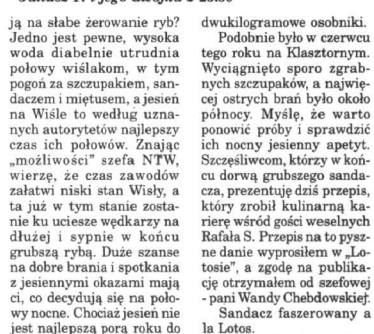 ją na słabe żerowanie ryb?
Jedno jest pewne, wysoka
woda diabelnie utrudnia
połowy wiślakom, w tym
pogoń za szczupakiem, san-
daczem i miętusem, a jesień
na Wiśle to według uzna-
nych autorytetów najlepszy
czas ich połowów. Znając
„możliwości” szefa NTW,
wierzę, że czas zawodów
załatwi niski stan Wisły, a
ta już w tym stanie zosta-
nie ku uciesze wędkarzy na
dłużej i sypnie w końcu
grubszą rybą. Duże szanse
na dobre brania i spotkania
z jesiennymi okazami mają
ci, co decydują się na poło-
wy nocne. Chociaż jesień nie
jest najlepszą porą roku do
dwukilogramowe osobniki.
Podobnie było w czerwcu
tego roku na Klasztornym.
Wyciągnięto sporo zgrab-
nych szczupaków, a najwię-
cej ostrych brań było około
północy. Myślę, że warto
ponowić próby i sprawdzić
ich nocny jesienny apetyt.
Szczęśliwcom, którzy w koń-
cu dorwą grubszego sanda-
cza, prezentuję dziś przepis,
który zrobił kulinarną ka-
rierę wśród gości weselnych
Rafała S. Przepis na to pysz-
ne danie wyprosiłem w „Lo-
tosie”, a zgodę na publika-
cję otrzymałem od szefowej
- pani Wandy Chebdowskiej.
Sandacz faszerowany a
la Lotos.